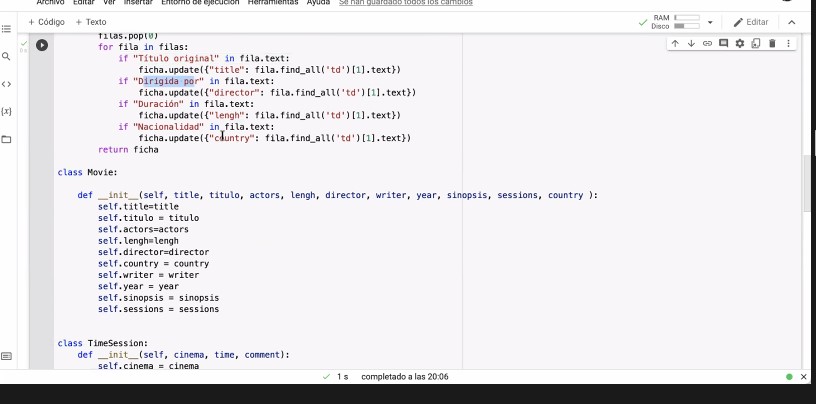 Archivo Editar Ver Insertar Entorno de ejecución Herramientas Ayuda Se han guardado todos los cambios
+ Código + Texto
RAM
Disco
Editar
filas.pop(0)
for fila in filas:
if "Título original" in fila.text:
ficha.update({"title": fila.find_all('td')[1].text})
if "Dirigida por" in fila.text:
ficha.update({"director": fila.find_all('td')[1].text})
if "Duración" in fila.text:
ficha.update({"lengh": fila.find_all('td')[1].text})
if "Nacionalidad" in fila.text:
ficha.update({"country": fila.find_all('td')[1].text})
return ficha
class Movie:
def __init__(self, title, titulo, actors, lengh, director, writer, year, sinopsis, sessions, country ):
self.title=title
self.titulo = titulo
self.actors=actors
self.lengh=lengh
self.director=director
self.country = country
self.writer = writer
self.year = year
self.sinopsis = sinopsis
self.sessions = sessions
class TimeSession:
def __init__(self, cinema, time, comment):
self.cinema = cinema
1 s completado a las 20:06